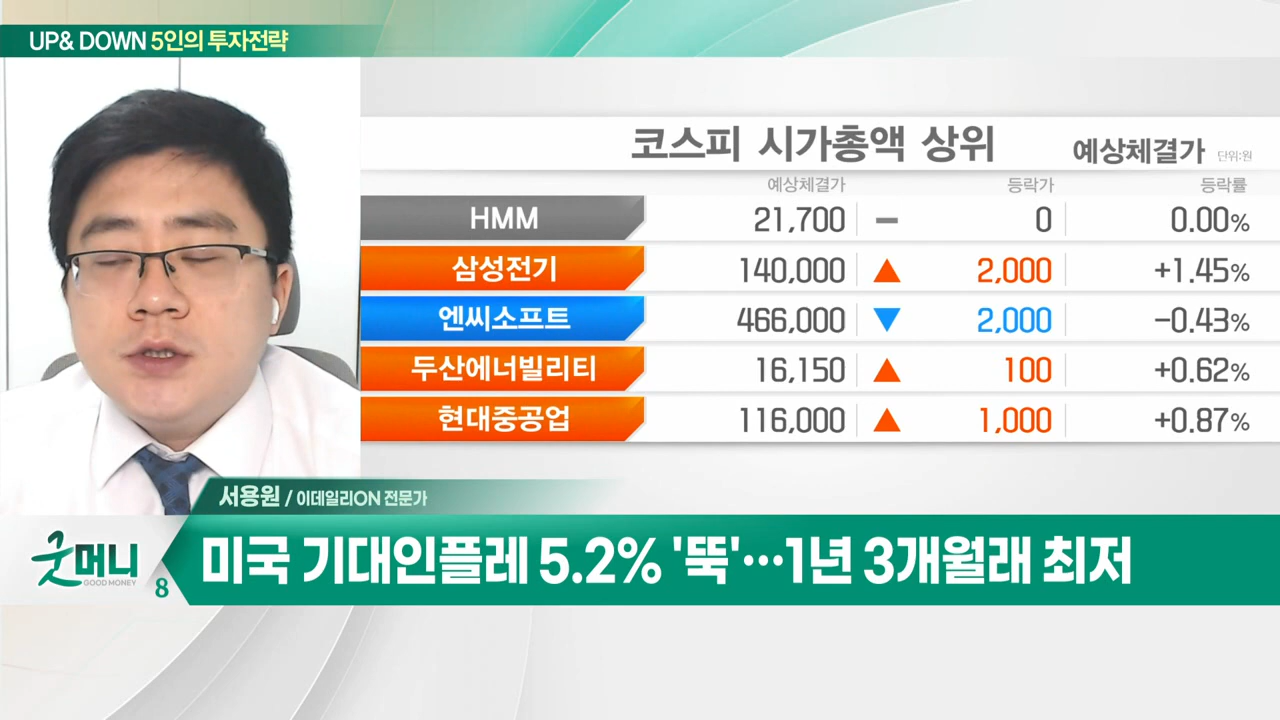 UP& DOWN 5인의 투자전략
코스피 시가총액 상위 예상체결가 단위:원
예상체결가 등락가 등락률
HMM 21,700 － 0 0.00%
삼성전기 140,000 ▲ 2,000 +1.45%
엔씨소프트 466,000 ▼ 2,000 －0.43%
두산에너빌리티 16,150 ▲ 100 +0.62%
현대중공업 116,000 ▲ 1,000 +0.87%
서용원 / 이데일리ON 전문가
굿머니
GOOD MONEY
8
미국 기대인플레 5.2% '뚝'…1년 3개월래 최저